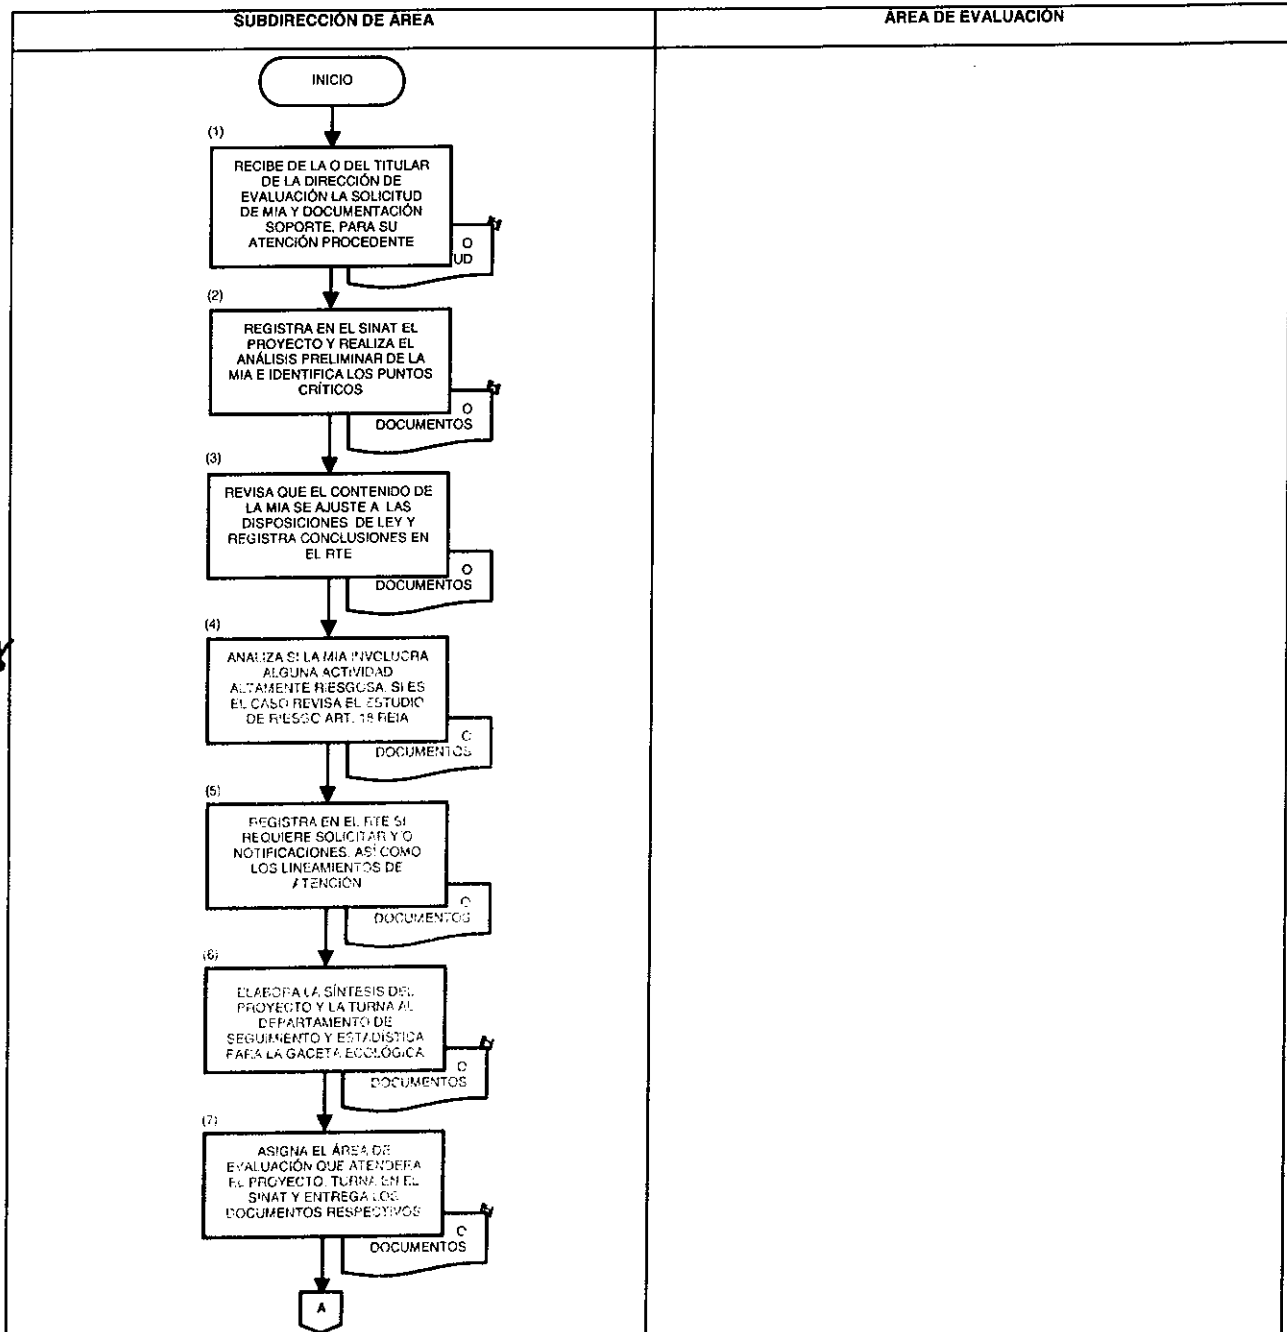 SUBDIRECCIÓN DE ÁREA
ÁREA DE EVALUACIÓN
INICIO
(1)
RECIBE DE LA O DEL TITULAR
DE LA DIRECCIÓN DE
EVALUACIÓN LA SOLICITUD
DE MIA Y DOCUMENTACIÓN
SOPORTE, PARA SU
ATENCIÓN PROCEDENTE
O
UD
(2)
REGISTRA EN EL SINAT EL
PROYECTO Y REALIZA EL
ANÁLISIS PRELIMINAR DE LA
MIA E IDENTIFICA LOS PUNTOS
CRÍTICOS
O
DOCUMENTOS
(3)
REVISA QUE EL CONTENIDO DE
LA MIA SE AJUSTE A LAS
DISPOSICIONES DE LEY Y
REGISTRA CONCLUSIONES EN
EL RTE
O
DOCUMENTOS
(4)
ANALIZA SI LA MIA INVOLUCRA
ALGUNA ACTIVIDAD
ALTAMENTE RIESGOSA, SI ES
EL CASO REVISA EL ESTUDIO
DE RIESGO ART. 18 REIA
O
DOCUMENTOS
(5)
REGISTRA EN EL RTE SI
REQUIERE SOLICITAR Y/O
NOTIFICACIONES, ASÍ COMO
LOS LINEAMIENTOS DE
ATENCIÓN
O
DOCUMENTOS
(6)
ELABORA LA SÍNTESIS DEL
PROYECTO Y LA TURNA AL
DEPARTAMENTO DE
SEGUIMIENTO Y ESTADÍSTICA
PARA LA GACETA ECOLÓGICA
O
DOCUMENTOS
(7)
ASIGNA EL ÁREA DE
EVALUACIÓN QUE ATENDERA
EL PROYECTO, TURNA EN EL
SINAT Y ENTREGA LOS
DOCUMENTOS RESPECTIVOS
O
DOCUMENTOS
A